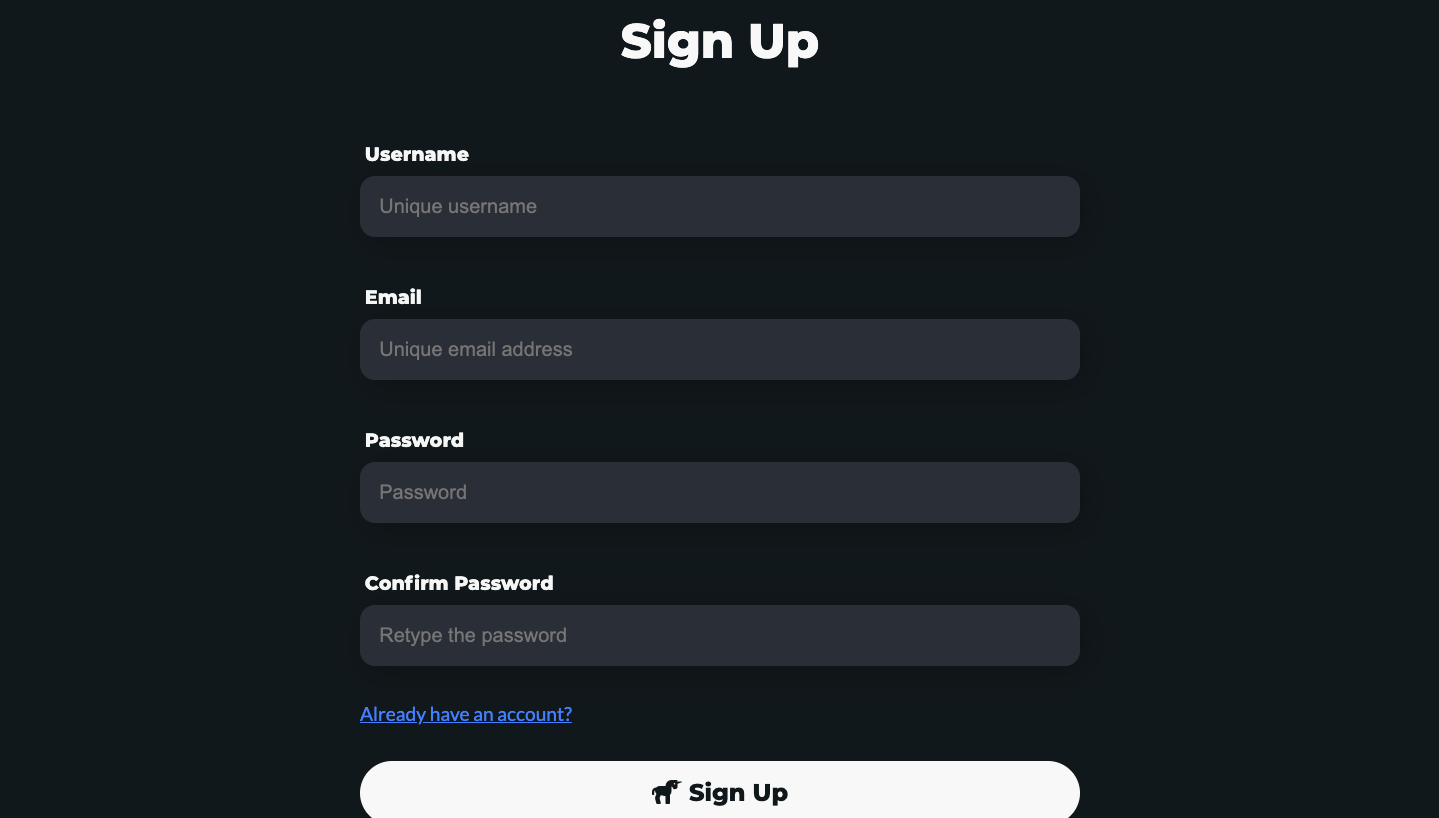 Sign Up
Username
Unique username
Email
Unique email address
Password
Password
Confirm Password
Retype the password
Already have an account?
Sign Up